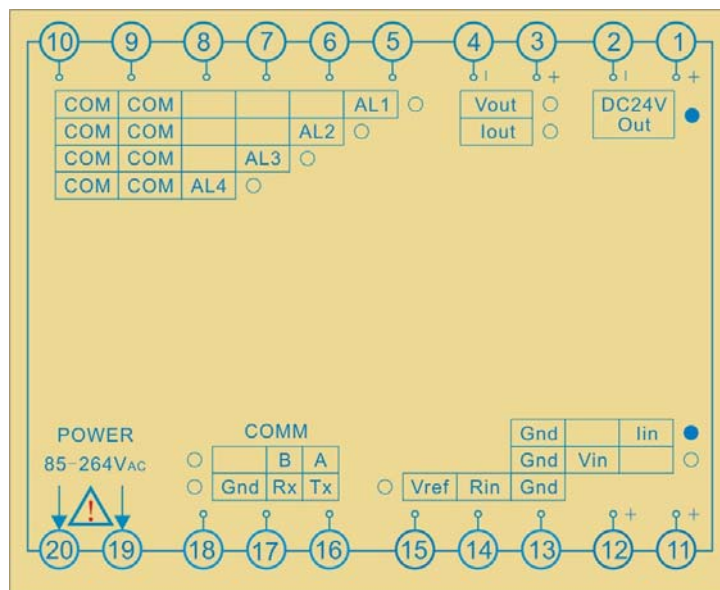 10 9 8 7 6 5 4 3 2 1
− + − +
COM COM AL1 Vout DC24V
COM COM AL2 Iout Out
COM COM AL3
COM COM AL4
POWER COMM Gnd Iin
85-264VAC B A Gnd Vin
Gnd Rx Tx Vref Rin Gnd
! + +
20 19 18 17 16 15 14 13 12 11